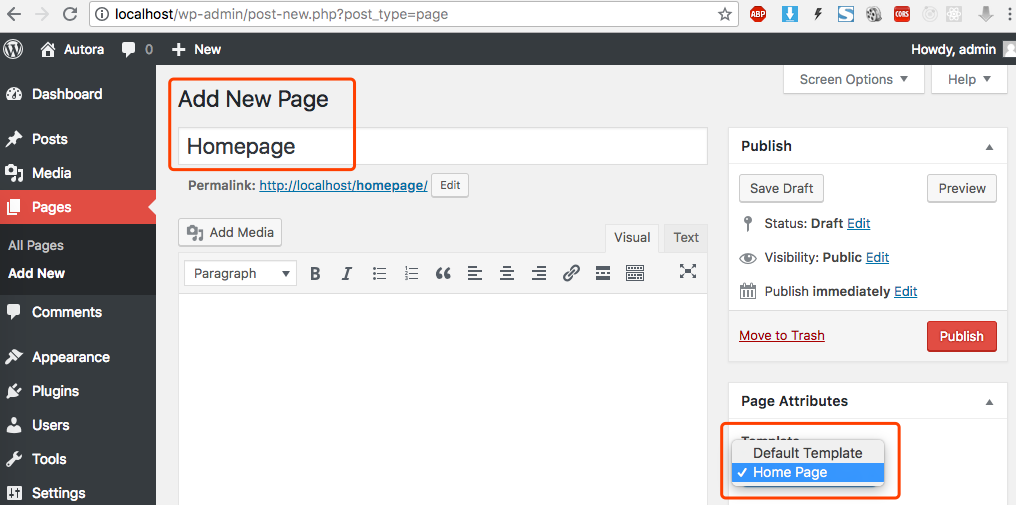 localhost/wp-admin/post-new.php?post_type=page
ABP
S
CORS
Autora 0 New
Howdy, admin
Dashboard
Posts
Media
Pages
All Pages
Add New
Comments
Appearance
Plugins
Users
Tools
Settings
Screen Options
Help
Add New Page
Homepage
Permalink: http://localhost/homepage/ Edit
Add Media
Visual Text
Paragraph B I
Publish
Save Draft Preview
Status: Draft Edit
Visibility: Public Edit
Publish immediately Edit
Move to Trash Publish
Page Attributes
Template
Default Template
✓ Home Page